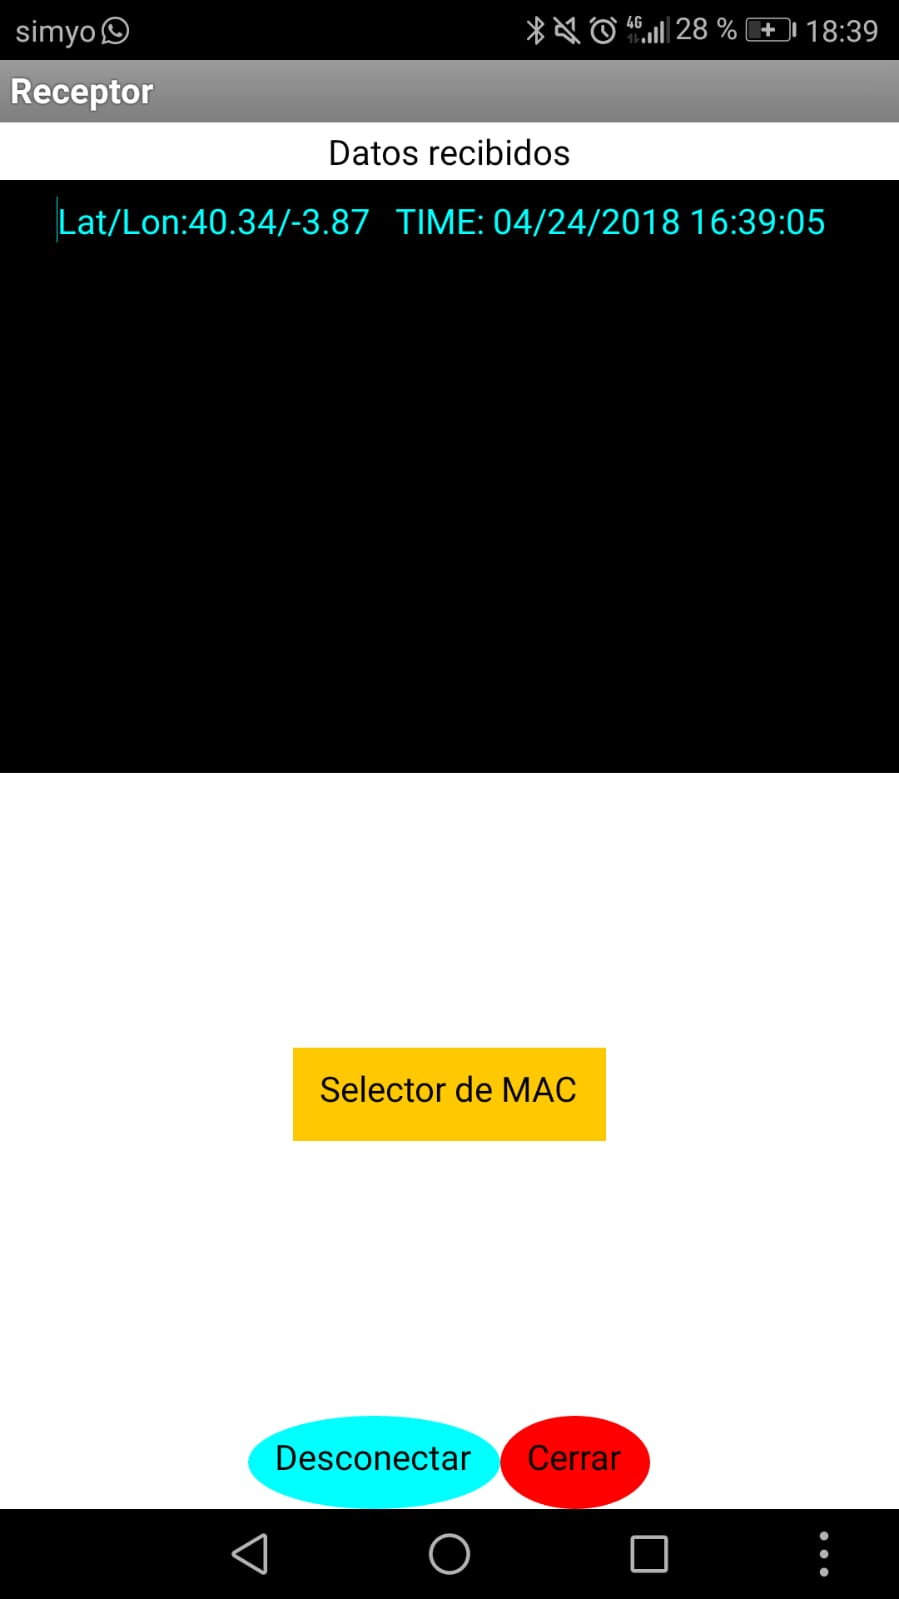 simyo 4G 28 % 18:39
Receptor
Datos recibidos
Lat/Lon:40.34/-3.87 TIME: 04/24/2018 16:39:05
Selector de MAC
Desconectar Cerrar